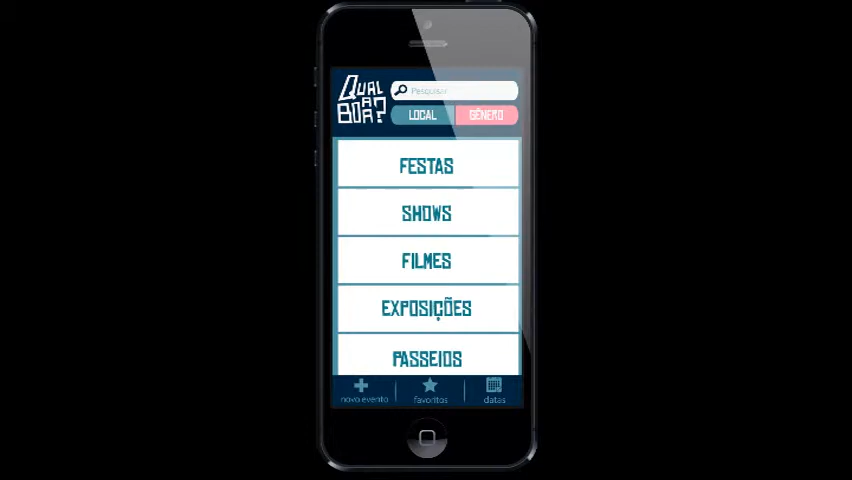 QUAL
A
BOA?
Pesquisar
LOCAL
GÊNERO
FESTAS
SHOWS
FILMES
EXPOSIÇÕES
PASSEIOS
novo evento
favoritos
datas